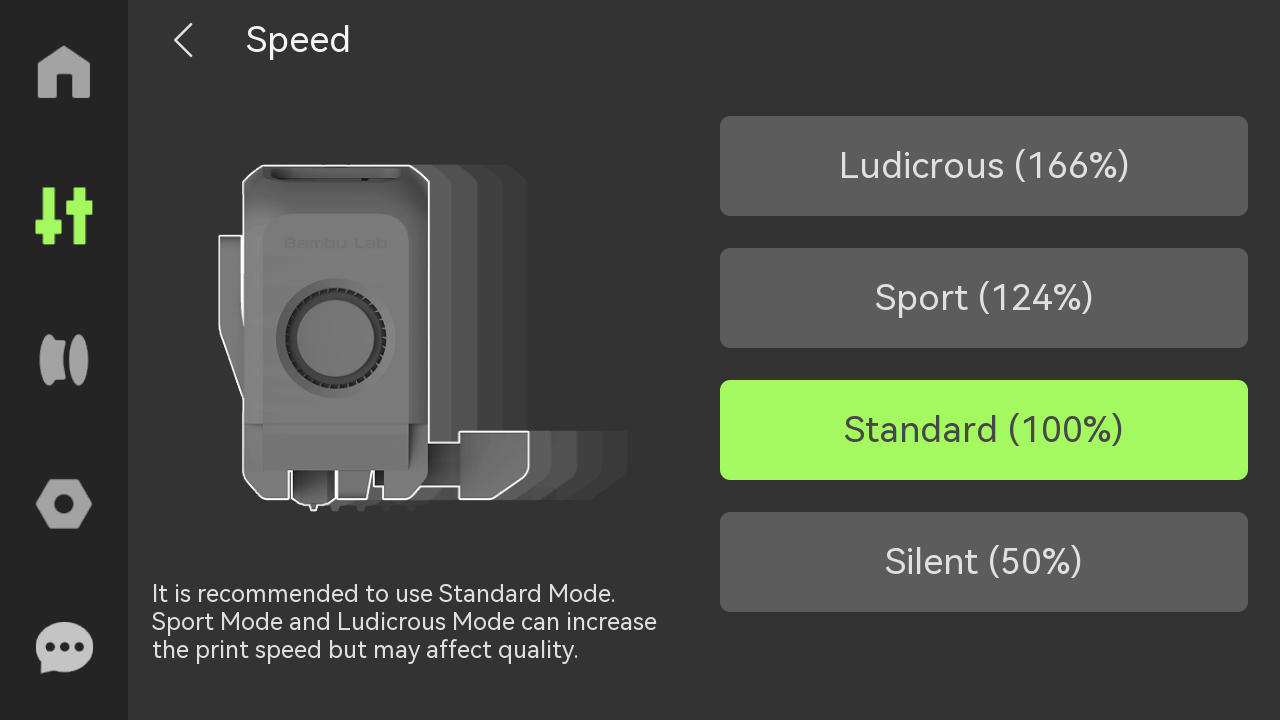 Speed
Bambu Lab
It is recommended to use Standard Mode.
Sport Mode and Ludicrous Mode can increase
the print speed but may affect quality.
Ludicrous (166%)
Sport (124%)
Standard (100%)
Silent (50%)